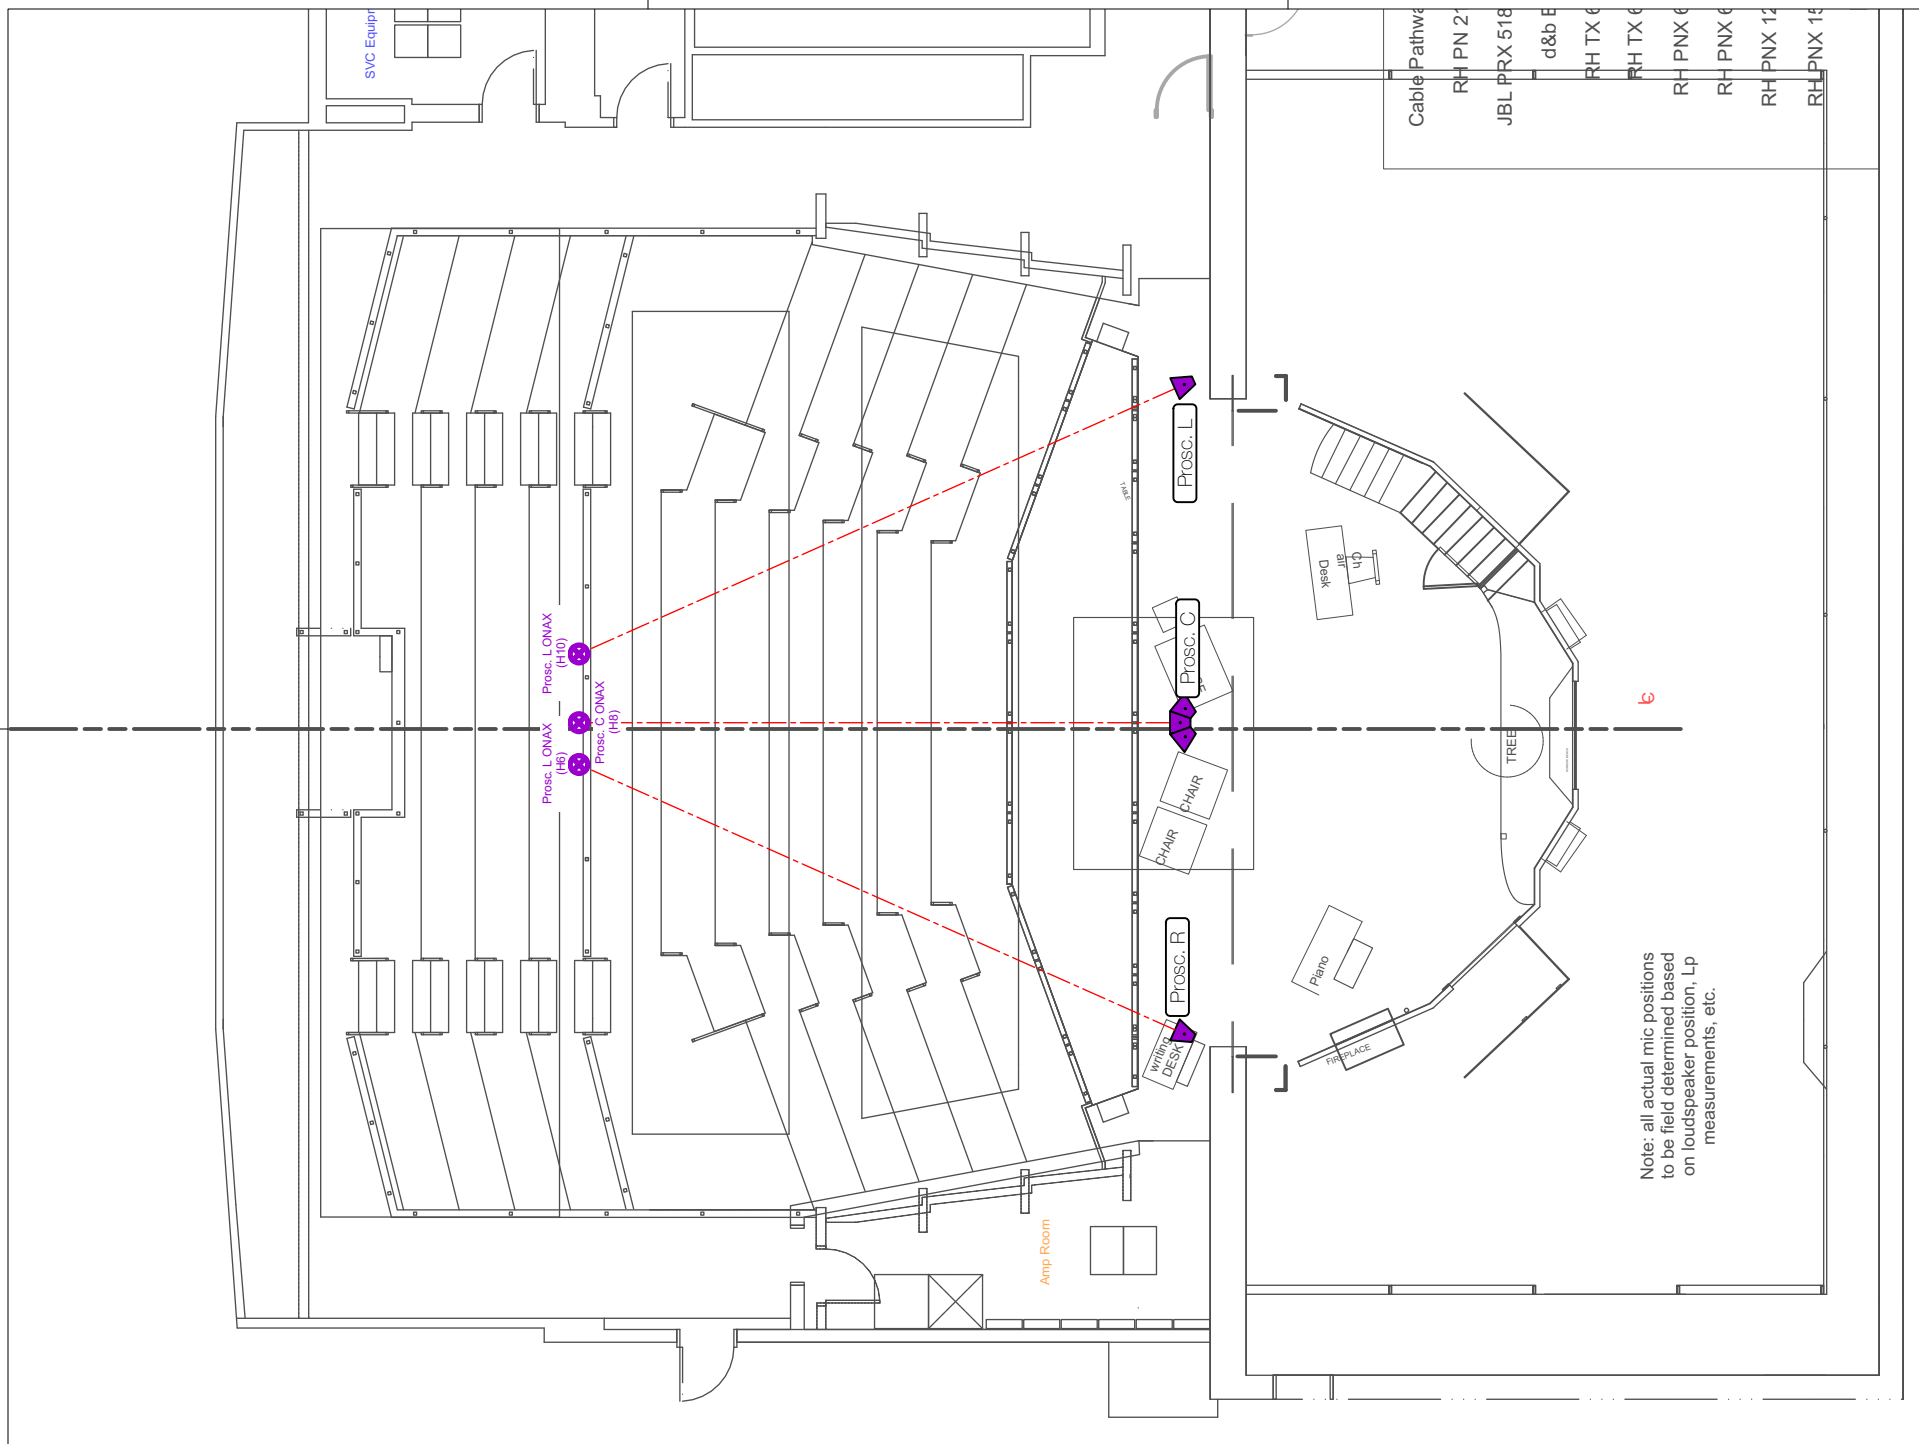 SVC Equipr
Cable Pathwa
RH PN 21
JBL PRX 518
d&b E
RH TX 6
RH TX 6
RH PNX 6
RH PNX 6
RH PNX 12
RH PNX 15
Prosc. L ONAX
(H10)
Prosc. C ONAX
(H8)
Prosc. L ONAX
(H6)
Prosc. L
Prosc. C
Prosc. R
TABLE
Desk
Ch
air
CHAIR
CHAIR
TREE
writing
DESK
Piano
FIREPLACE
Amp Room
Note: all actual mic positions
to be field determined based
on loudspeaker position, Lp
measurements, etc.